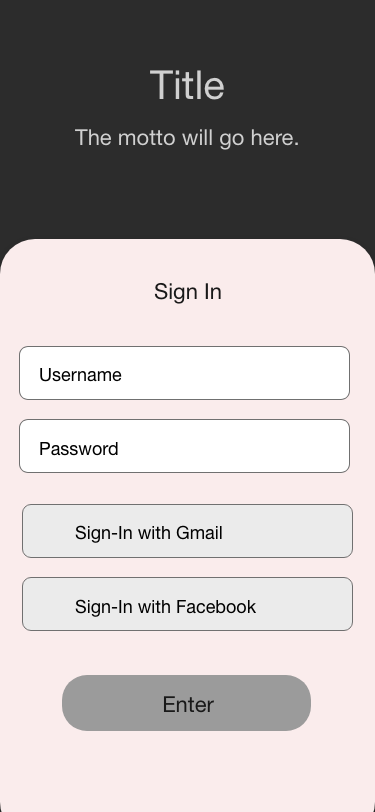 Title
The motto will go here.
Sign In
Username
Password
Sign-In with Gmail
Sign-In with Facebook
Enter